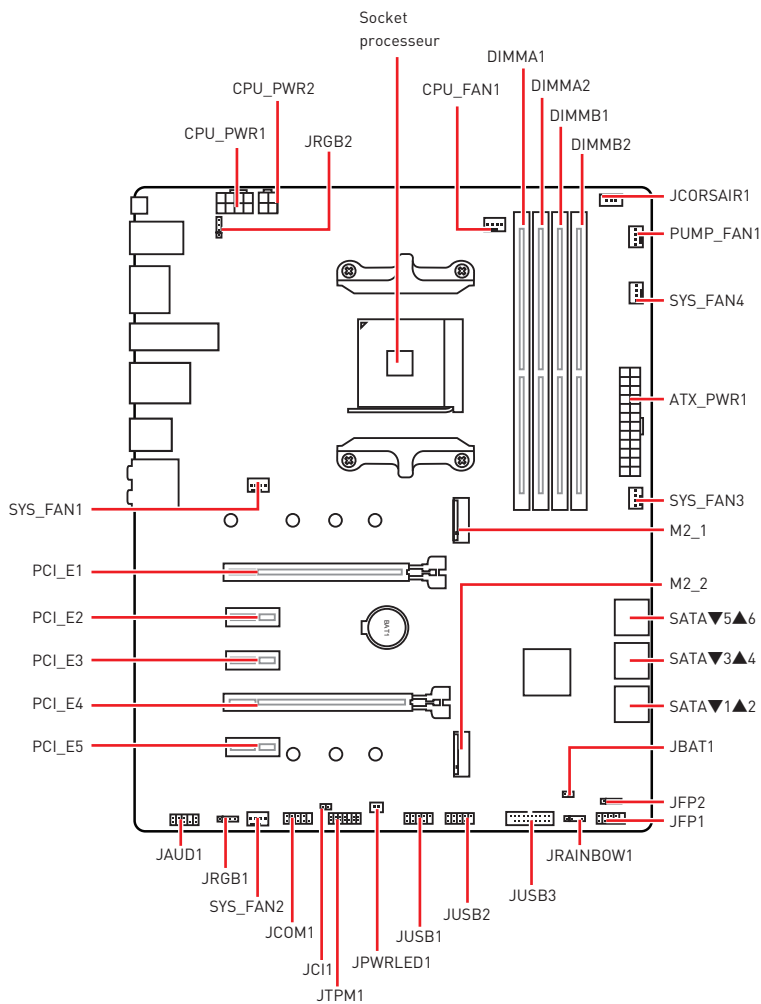 Socket
processeur
DIMMA1
CPU_FAN1
DIMMA2
CPU_PWR2
DIMMB1
CPU_PWR1
JRGB2
DIMMB2
JCORSAIR1
PUMP_FAN1
SYS_FAN4
ATX_PWR1
SYS_FAN1
SYS_FAN3
M2_1
PCI_E1
M2_2
PCI_E2
SATA▼5▲6
BAT1
PCI_E3
SATA▼3▲4
PCI_E4
SATA▼1▲2
PCI_E5
JBAT1
JFP2
JFP1
JAUD1
JRAINBOW1
JRGB1
JUSB3
SYS_FAN2
JUSB2
JCOM1
JUSB1
JCI1
JPWRLED1
JTPM1